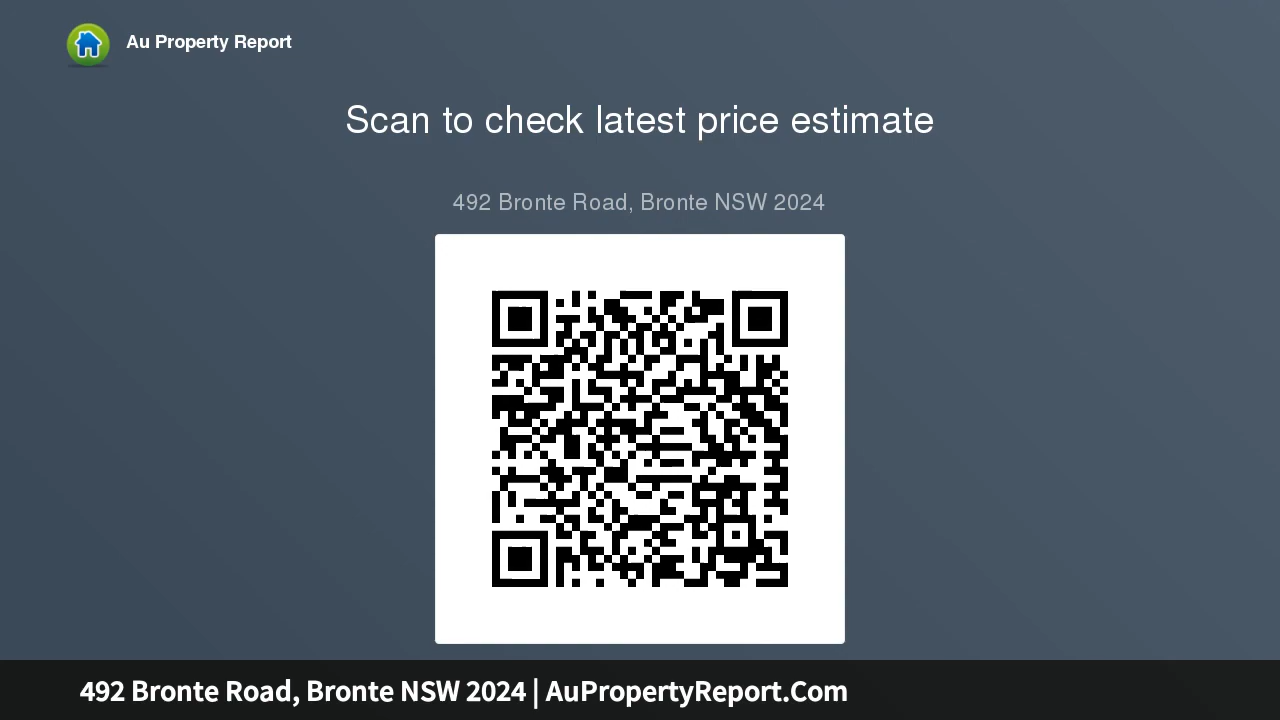 Au Property Report
Scan to check latest price estimate
492 Bronte Road, Bronte NSW 2024
492 Bronte Road, Bronte NSW 2024 | AuPropertyReport.Com